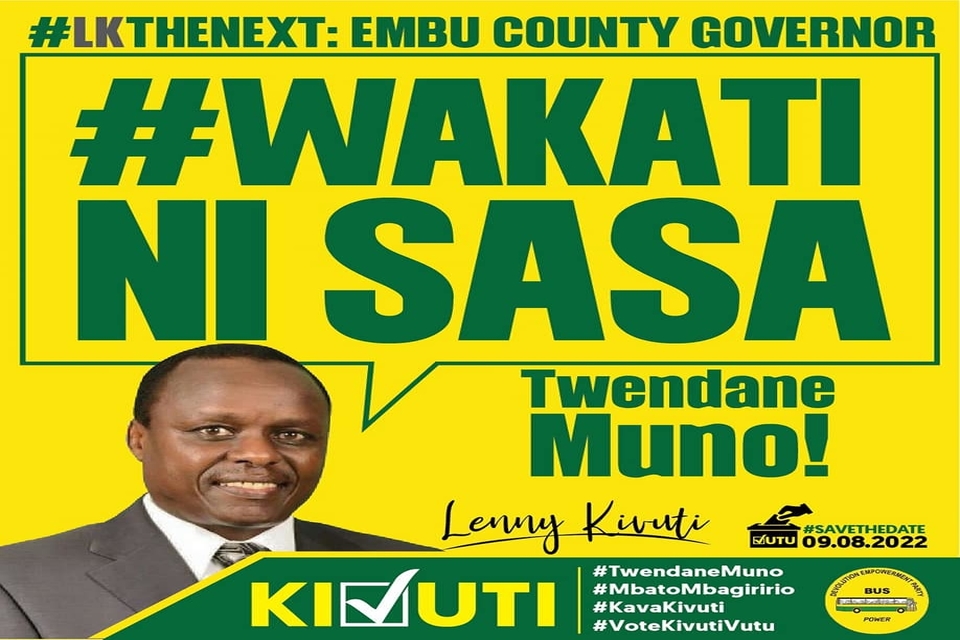 #LKTHENEXT: EMBU COUNTY GOVERNOR
#WAKATI
NI SASA
Twendane
Muno!
Lenny Kivuti
VUTU
#SAVETHEDATE
09.08.2022
KIVUTI
#TwendaneMuno
#MbatoMbagiririo
#KavaKivuti
#VoteKivutiVutu
DEVOLUTION EMPOWERMENT PARTY
BUS
POWER